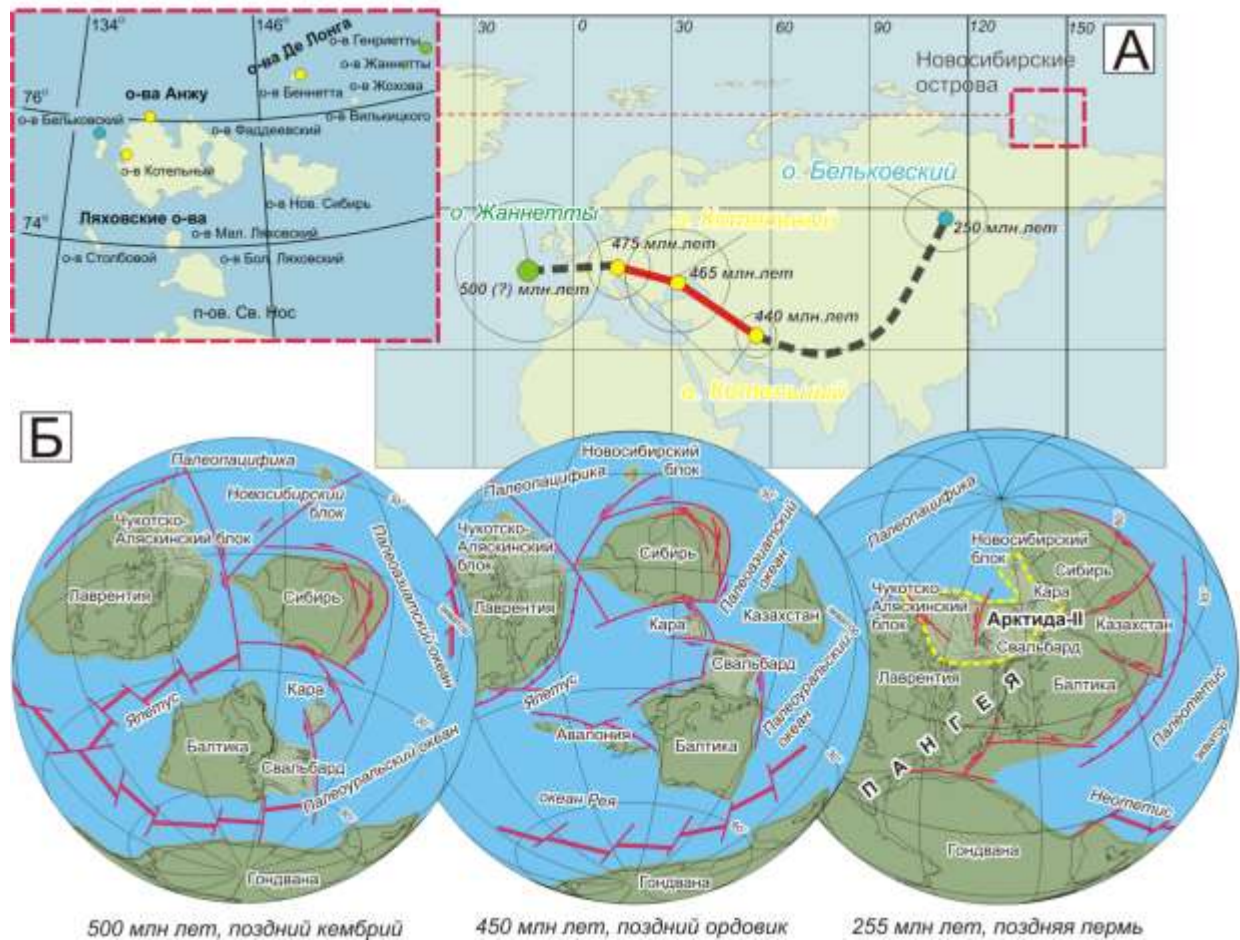 134°
146°
о-ва Де Лонга
о-в Генриетты
о-в Жаннетты
о-в Беннетта
о-в Жохова
о-ва Анжу
76°
о-в Вилькицкого
о-в Бельковский
о-в Фаддеевский
о-в Котельный
о-в Нов. Сибирь
Ляховские о-ва
74°
о-в Мал. Ляховский
о-в Столбовой
о-в Бол. Ляховский
п-ов. Св. Нос
30
0
30
60
90
120
150
А
Новосибирские
острова
о. Бельковский
о. Жаннетты
о. Котельный
475 млн.лет
250 млн.лет
465 млн.лет
500 (?) млн.лет
440 млн.лет
о. Котельный
Б
Палеопацифика
Новосибирский
блок
Чукотско-
Аляскинский блок
Палеоазиатский океан
Лаврентия
Сибирь
Япетус
Кара
Балтика
Свальбард
Палеоуральский океан
Гондвана
500 млн лет, поздний кембрий
Новосибирский
блок
Палеопацифика
Чукотско-
Аляскинский
блок
Сибирь
Палеоазиатский
океан
Лаврентия
Кара
Казахстан
Свальбард
Япетус
Авалония
Балтика
Палеоуральский
океан
океан Рея
Гондвана
450 млн лет, поздний ордовик
Палеопацифика
Новосибирский
блок
Сибирь
Чукотско-
Аляскинский
блок
Кара
Арктида-II
Казахстан
Свальбард
Лаврентия
Балтика
ПАНГЕЯ
Палеотетис
экватор
Неотетис
Гондвана
255 млн лет, поздняя пермь